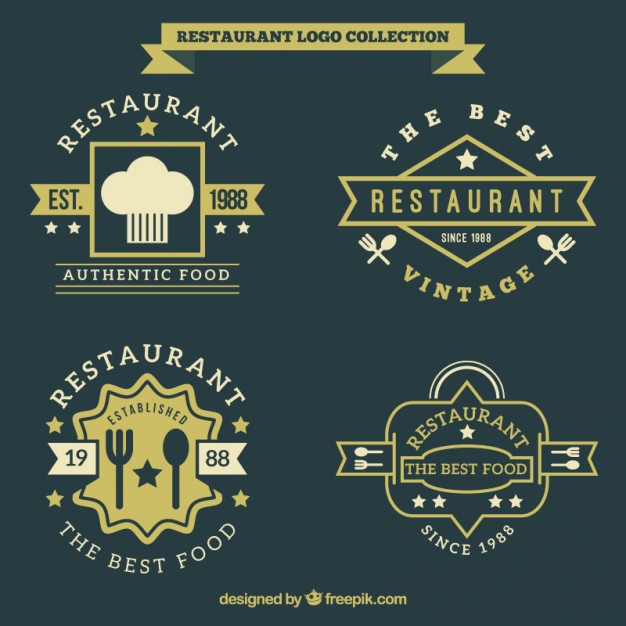 RESTAURANT LOGO COLLECTION
RESTAURANT
EST. 1988
AUTHENTIC FOOD
THE BEST
RESTAURANT
SINCE 1988
VINTAGE
RESTAURANT
ESTABLISHED
19 88
THE BEST FOOD
RESTAURANT
THE BEST FOOD
SINCE 1988
designed by freepik.com